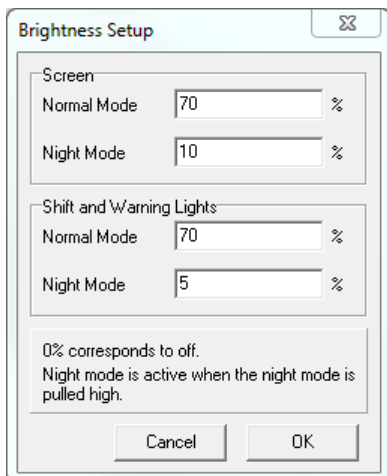 Brightness Setup
Screen
Normal Mode 70 %
Night Mode 10 %
Shift and Warning Lights
Normal Mode 70 %
Night Mode 5 %
0% corresponds to off.
Night mode is active when the night mode is
pulled high.
Cancel OK